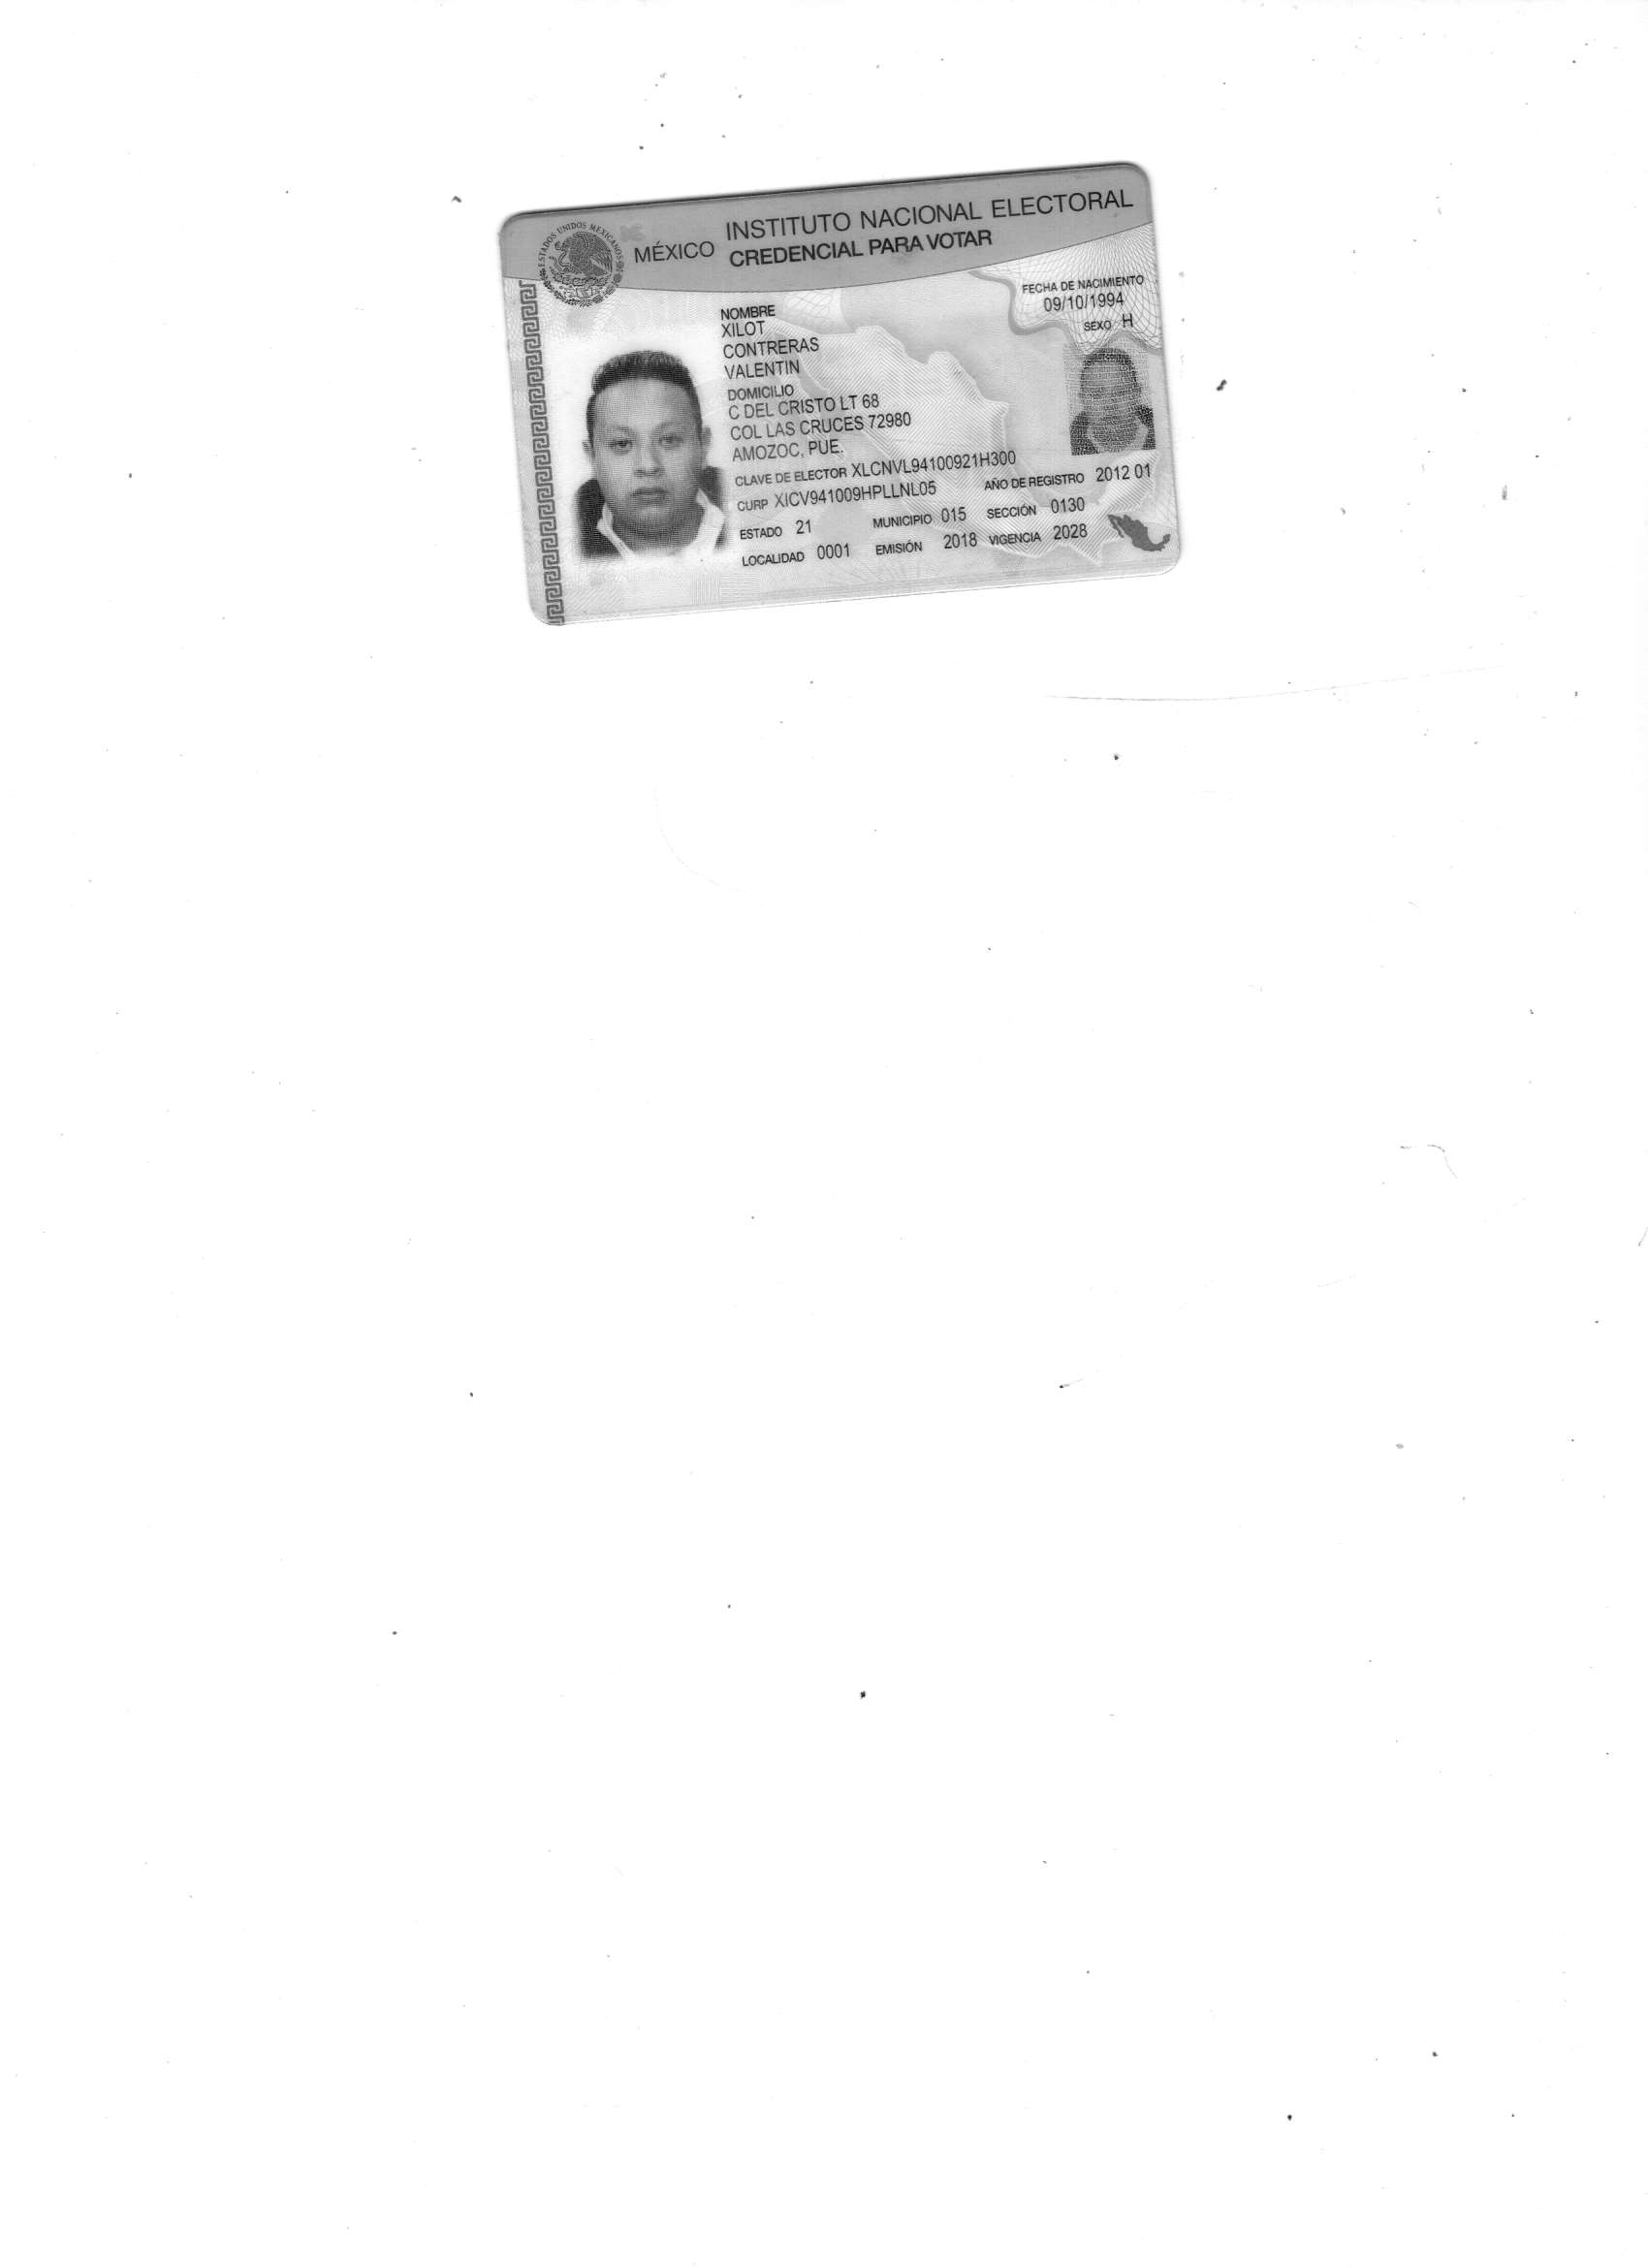 ESTADOS UNIDOS MEXICANOS
MÉXICO
INSTITUTO NACIONAL ELECTORAL
CREDENCIAL PARA VOTAR
NOMBRE
XILOT
CONTRERAS
VALENTIN
FECHA DE NACIMIENTO
09/10/1994
SEXO H
DOMICILIO
C DEL CRISTO LT 68
COL LAS CRUCES 72980
AMOZOC, PUE.
CLAVE DE ELECTOR XLCNVL94100921H300
CURP XICV941009HPLLNL05 AÑO DE REGISTRO 2012 01
ESTADO 21 MUNICIPIO 015 SECCIÓN 0130
LOCALIDAD 0001 EMISIÓN 2018 VIGENCIA 2028